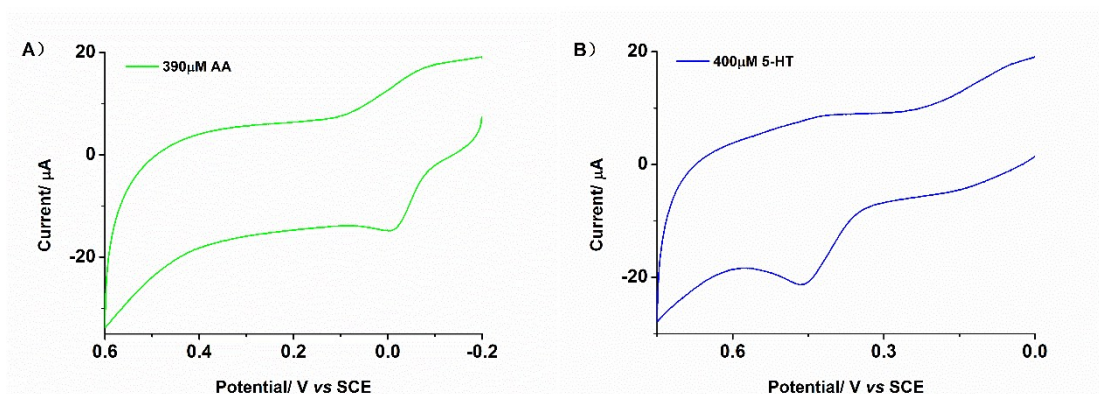 A)
390μM AA
20
0
-20
Current/ μA
0.6
0.4
0.2
0.0
-0.2
Potential/ V vs SCE
B)
400μM 5-HT
20
0
-20
Current/ μA
0.6
0.3
0.0
Potential/ V vs SCE